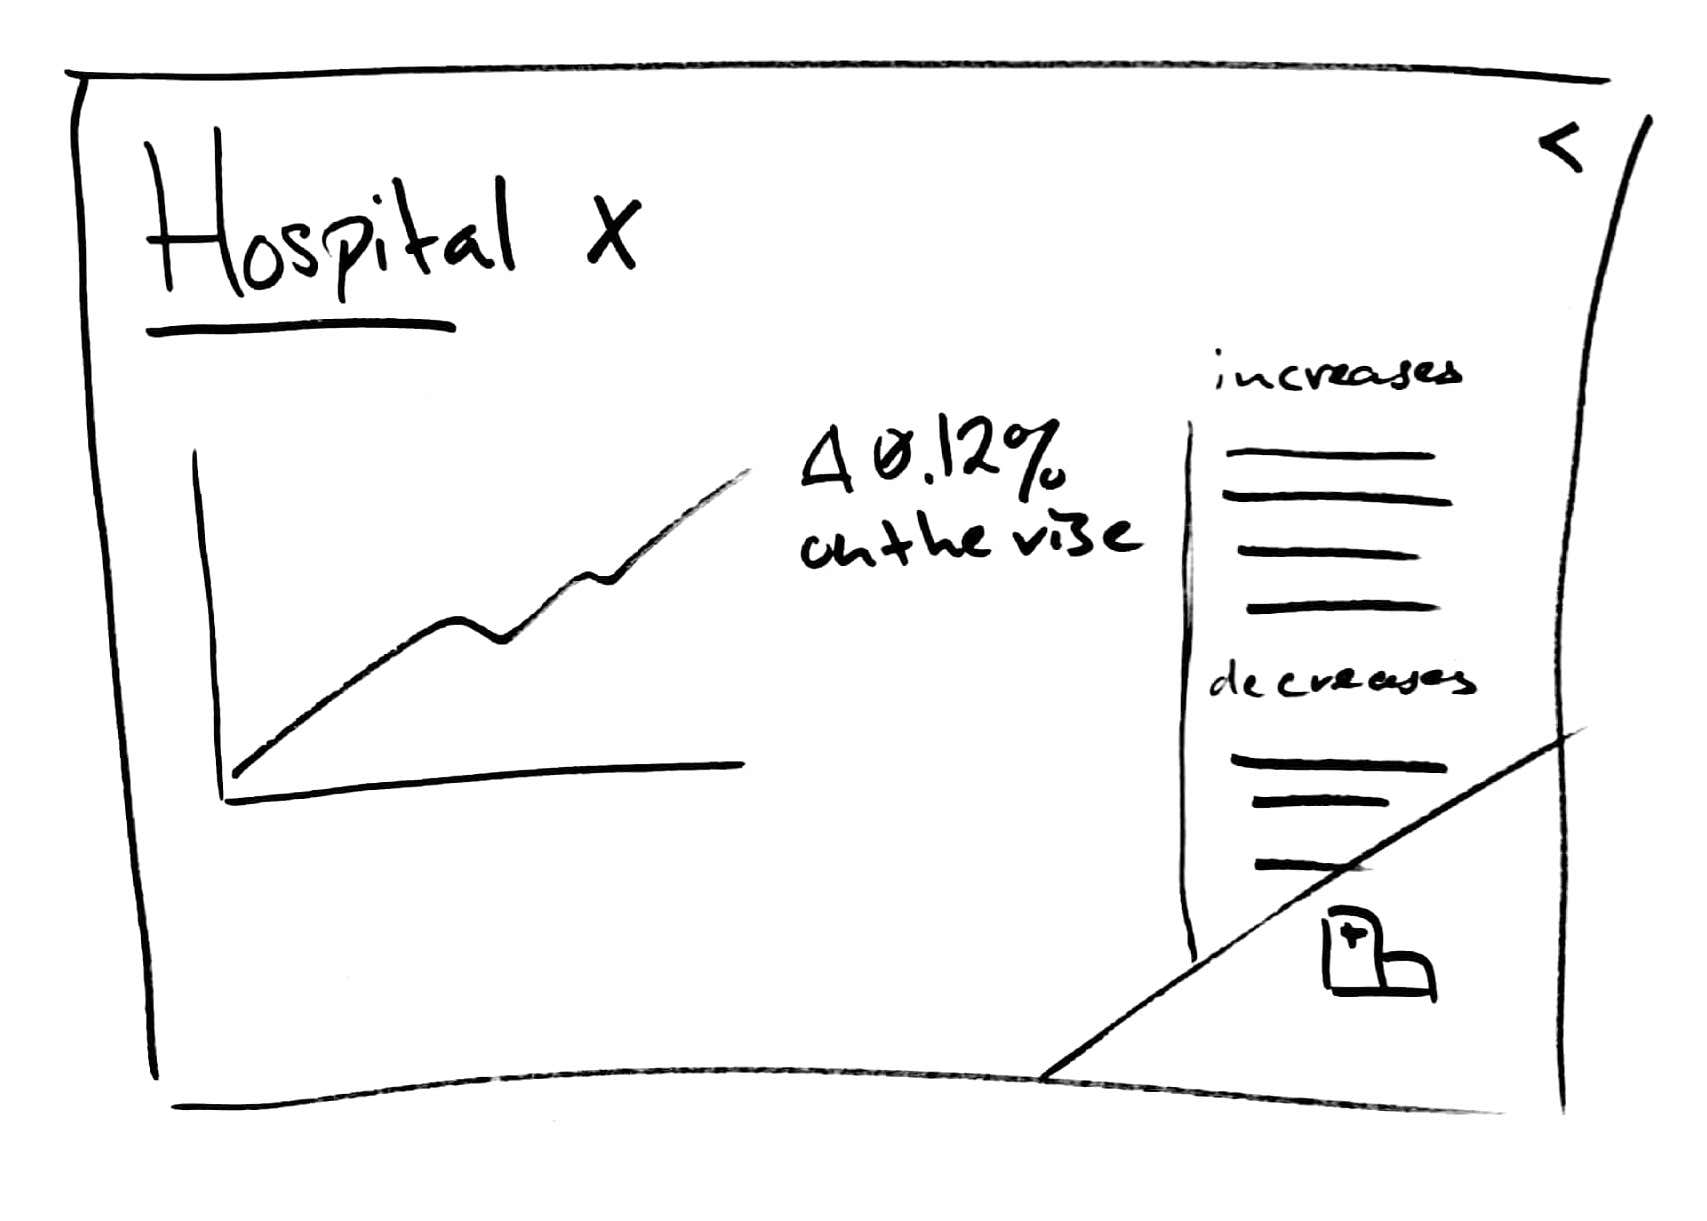 Hospital X
<
Δ 0.12%
on the rise
increases
decreases